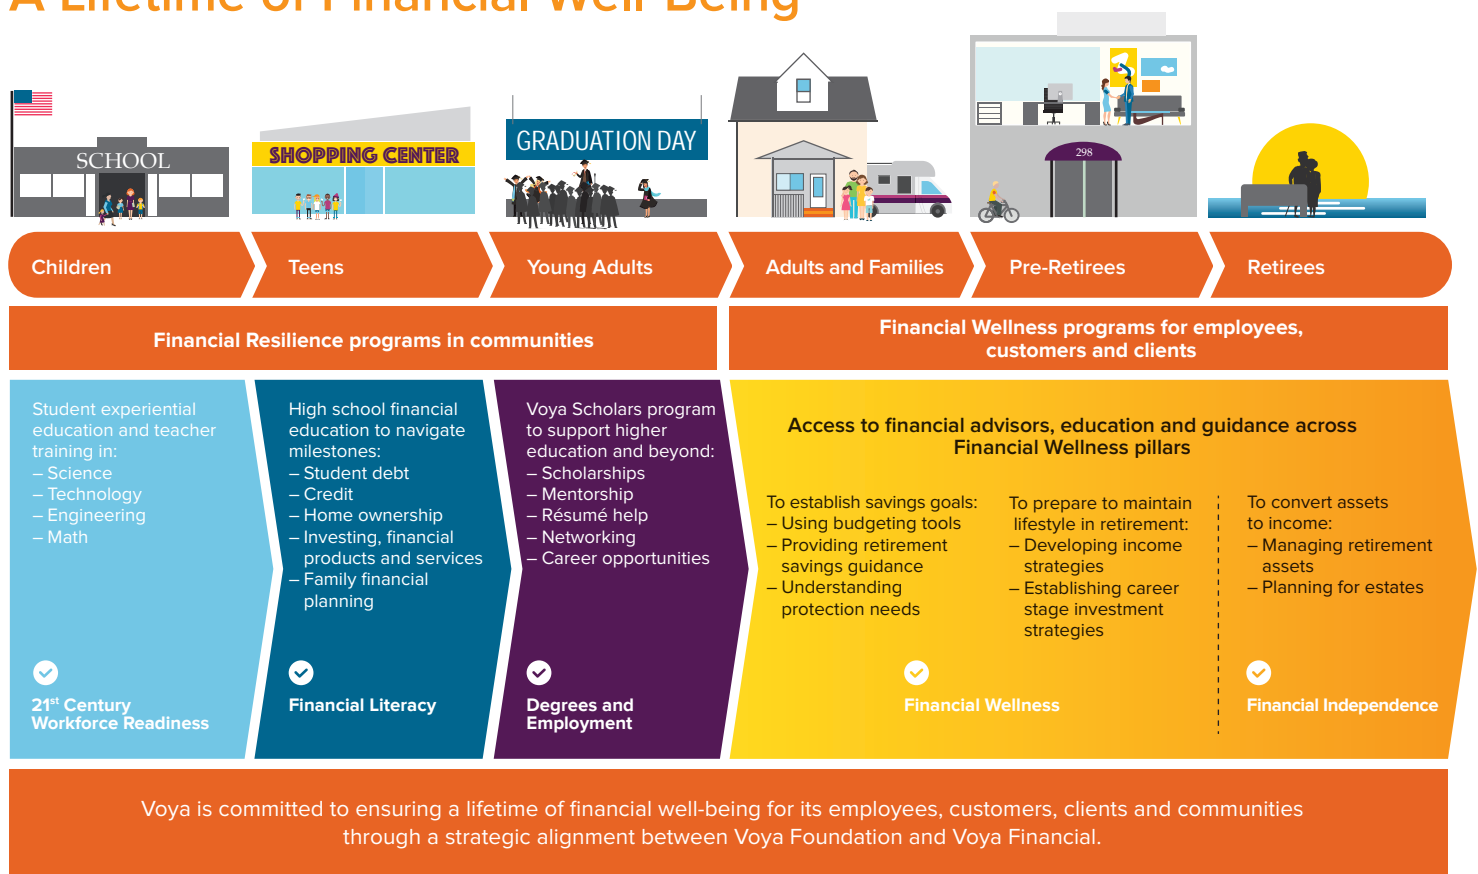 A Lifetime of Financial Well-Being
SCHOOL
SHOPPING CENTER
GRADUATION DAY
298
Children
Teens
Young Adults
Adults and Families
Pre-Retirees
Retirees
Financial Resilience programs in communities
Financial Wellness programs for employees,
customers and clients
Student experiential
education and teacher
training in:
– Science
– Technology
– Engineering
– Math
21st Century
Workforce Readiness
High school financial
education to navigate
milestones:
– Student debt
– Credit
– Home ownership
– Investing, financial
products and services
– Family financial
planning
Financial Literacy
Voya Scholars program
to support higher
education and beyond:
– Scholarships
– Mentorship
– Résumé help
– Networking
– Career opportunities
Degrees and
Employment
Access to financial advisors, education and guidance across
Financial Wellness pillars
To establish savings goals:
– Using budgeting tools
– Providing retirement
savings guidance
– Understanding
protection needs
To prepare to maintain
lifestyle in retirement:
– Developing income
strategies
– Establishing career
stage investment
strategies
Financial Wellness
To convert assets
to income:
– Managing retirement
assets
– Planning for estates
Financial Independence
Voya is committed to ensuring a lifetime of financial well-being for its employees, customers, clients and communities
through a strategic alignment between Voya Foundation and Voya Financial.